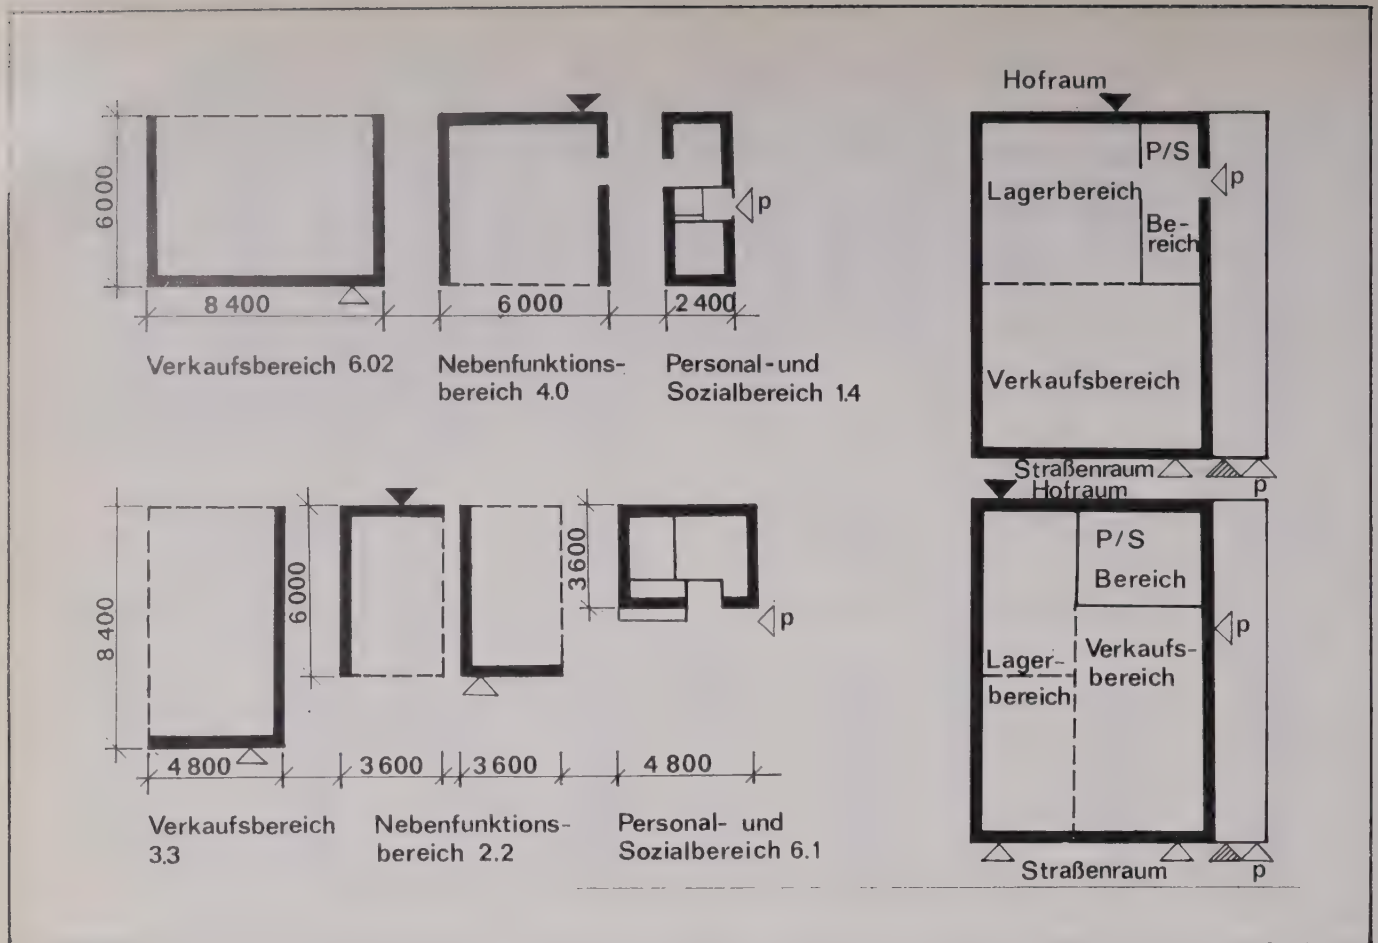 6000
8 400
6 000
2 400
p
Verkaufsbereich 6.02
Nebenfunktions-
bereich 4.0
Personal-und
Sozialbereich 1.4
Hofraum
P/S
Lagerbereich
p
Be-
reich
Verkaufsbereich
Straßenraum
p
8 400
6 000
3 600
p
4 800
3 600
3 600
4 800
Verkaufsbereich
3.3
Nebenfunktions-
bereich 2.2
Personal- und
Sozialbereich 6.1
Hofraum
P/S
Bereich
p
Lager-
bereich
Verkaufs-
bereich
Straßenraum
p